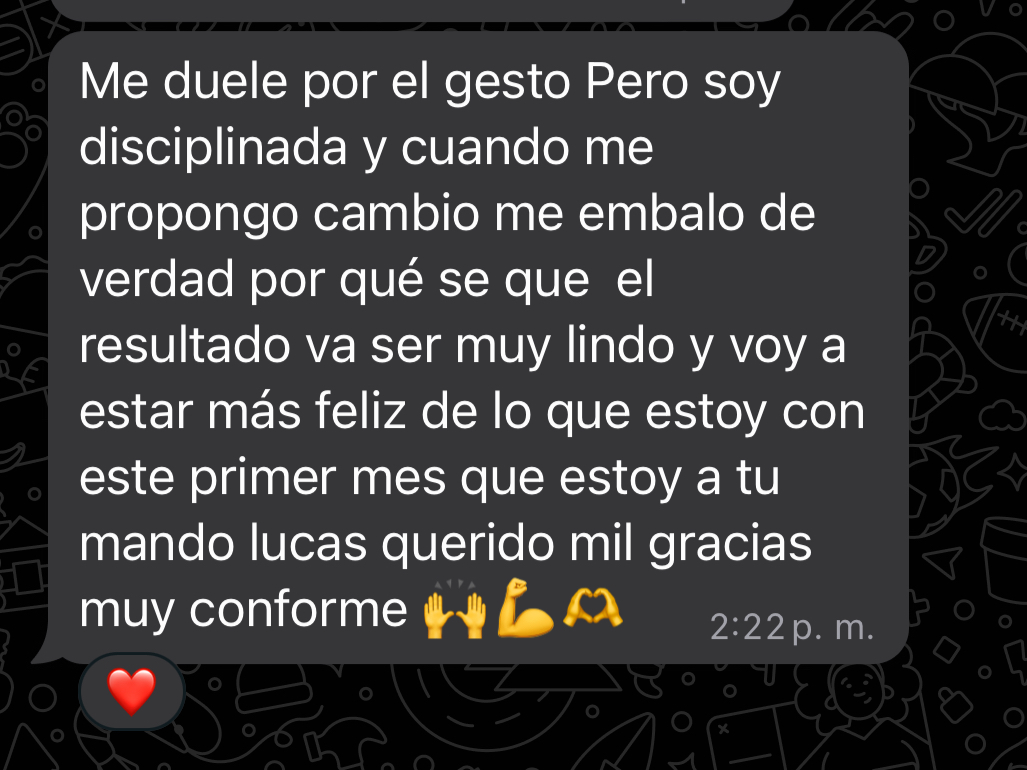 Me duele por el gesto Pero soy
disciplinada y cuando me
propongo cambio me embalo de
verdad por qué se que  el
resultado va ser muy lindo y voy a
estar más feliz de lo que estoy con
este primer mes que estoy a tu
mando lucas querido mil gracias
muy conforme 🙌💪🫶
2:22 p. m.
❤️